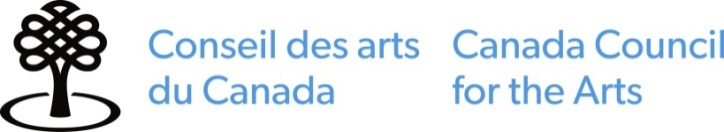 Conseil des arts
du Canada
Canada Council
for the Arts